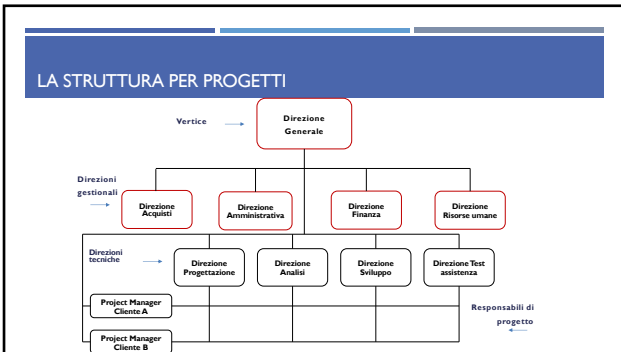 LA STRUTTURA PER PROGETTI
Vertice
Direzione
Generale
Direzioni
gestionali
Direzione
Acquisti
Direzione
Amministrativa
Direzione
Finanza
Direzione
Risorse umane
Direzioni
tecniche
Direzione
Progettazione
Direzione
Analisi
Direzione
Sviluppo
Direzione Test
assistenza
Project Manager
Cliente A
Responsabili di
progetto
Project Manager
Cliente B